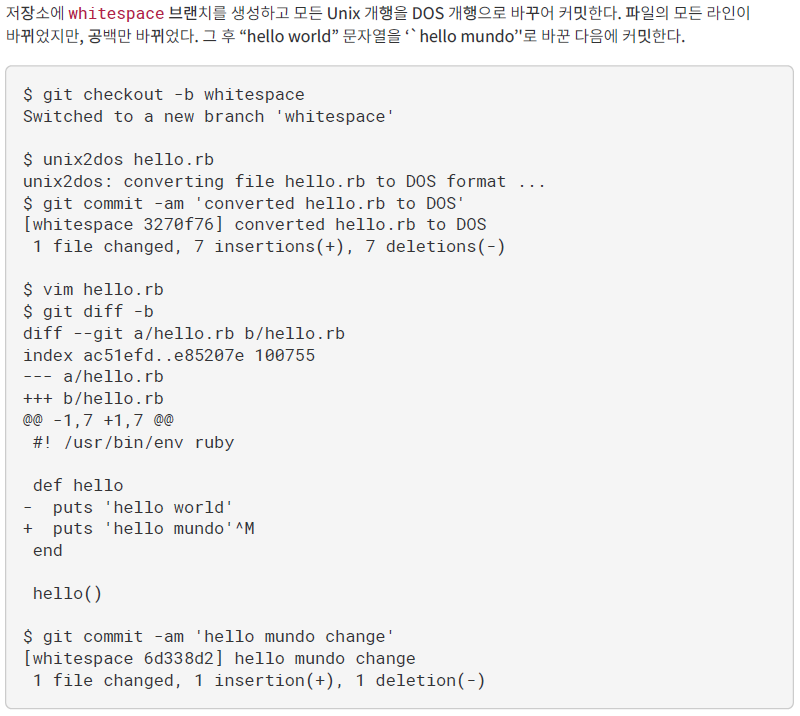 저장소에 whitespace 브랜치를 생성하고 모든 Unix 개행을 DOS 개행으로 바꾸어 커밋한다. 파일의 모든 라인이
바뀌었지만, 공백만 바뀌었다. 그 후 “hello world” 문자열을 ‘`hello mundo’'로 바꾼 다음에 커밋한다.
$ git checkout -b whitespace
Switched to a new branch 'whitespace'
$ unix2dos hello.rb
unix2dos: converting file hello.rb to DOS format ...
$ git commit -am 'converted hello.rb to DOS'
[whitespace 3270f76] converted hello.rb to DOS
 1 file changed, 7 insertions(+), 7 deletions(-)
$ vim hello.rb
$ git diff -b
diff --git a/hello.rb b/hello.rb
index ac51efd..e85207e 100755
--- a/hello.rb
+++ b/hello.rb
@@ -1,7 +1,7 @@
 #! /usr/bin/env ruby
 def hello
-  puts 'hello world'
+  puts 'hello mundo'^M
 end
 hello()
$ git commit -am 'hello mundo change'
[whitespace 6d338d2] hello mundo change
 1 file changed, 1 insertion(+), 1 deletion(-)